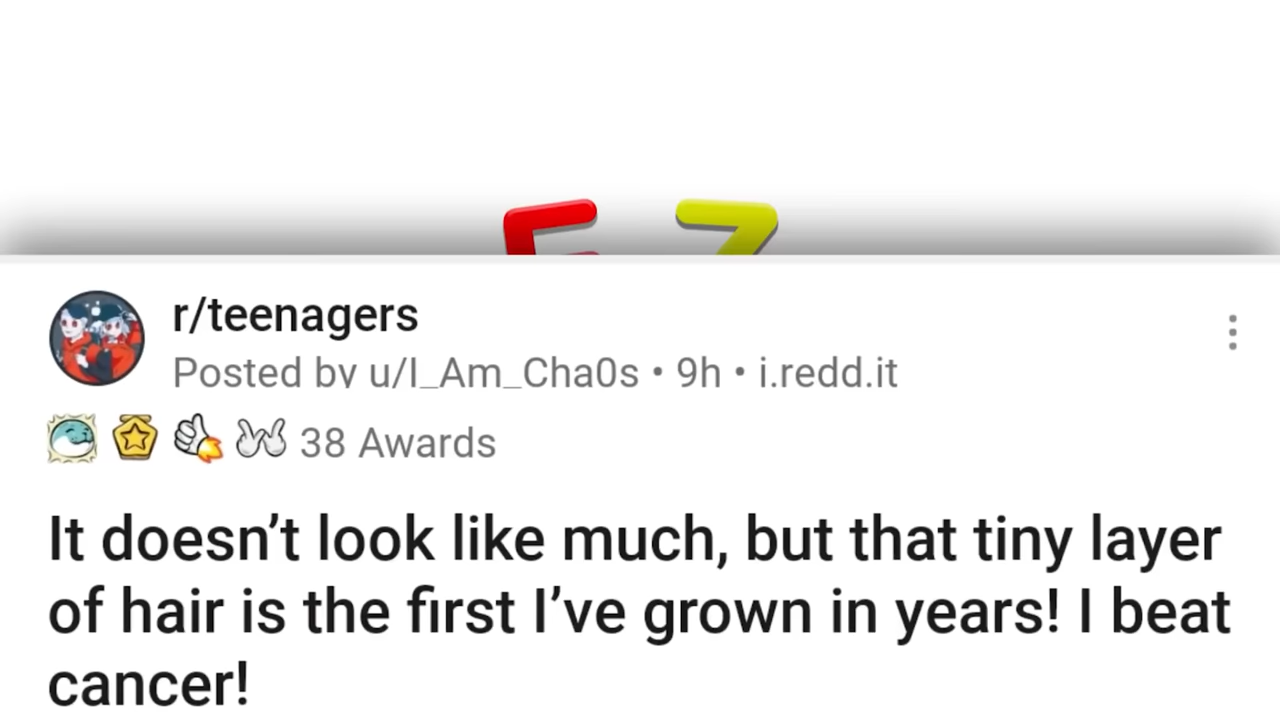 EZ
r/teenagers
Posted by u/I_Am_Cha0s • 9h • i.redd.it
38 Awards
It doesn’t look like much, but that tiny layer
of hair is the first I’ve grown in years! I beat
cancer!